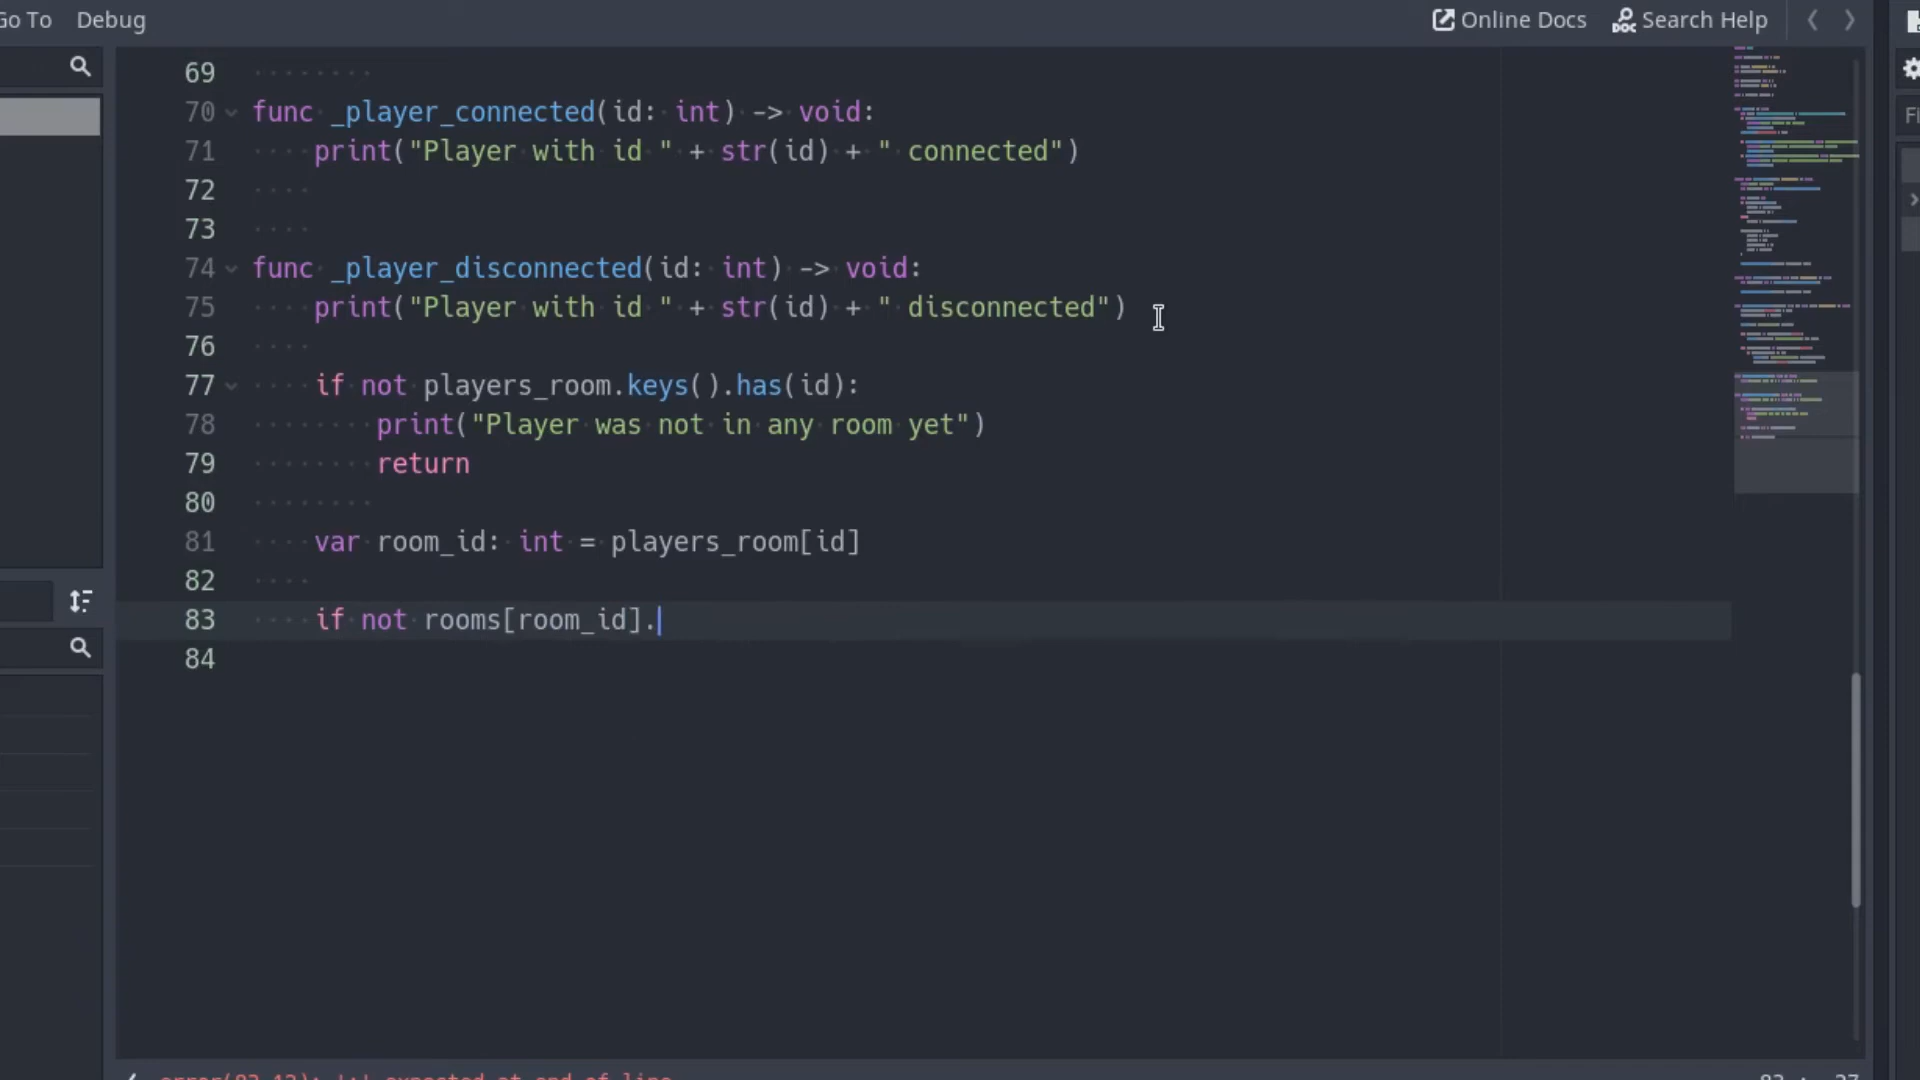 Go To Debug Online Docs Search Help
69
70 func _player_connected(id: int) -> void:
71 print("Player with id " + str(id) + " connected")
72
73
74 func _player_disconnected(id: int) -> void:
75 print("Player with id " + str(id) + " disconnected")
76
77 if not players_room.keys().has(id):
78 print("Player was not in any room yet")
79 return
80
81 var room_id: int = players_room[id]
82
83 if not rooms[room_id].
84
Fi